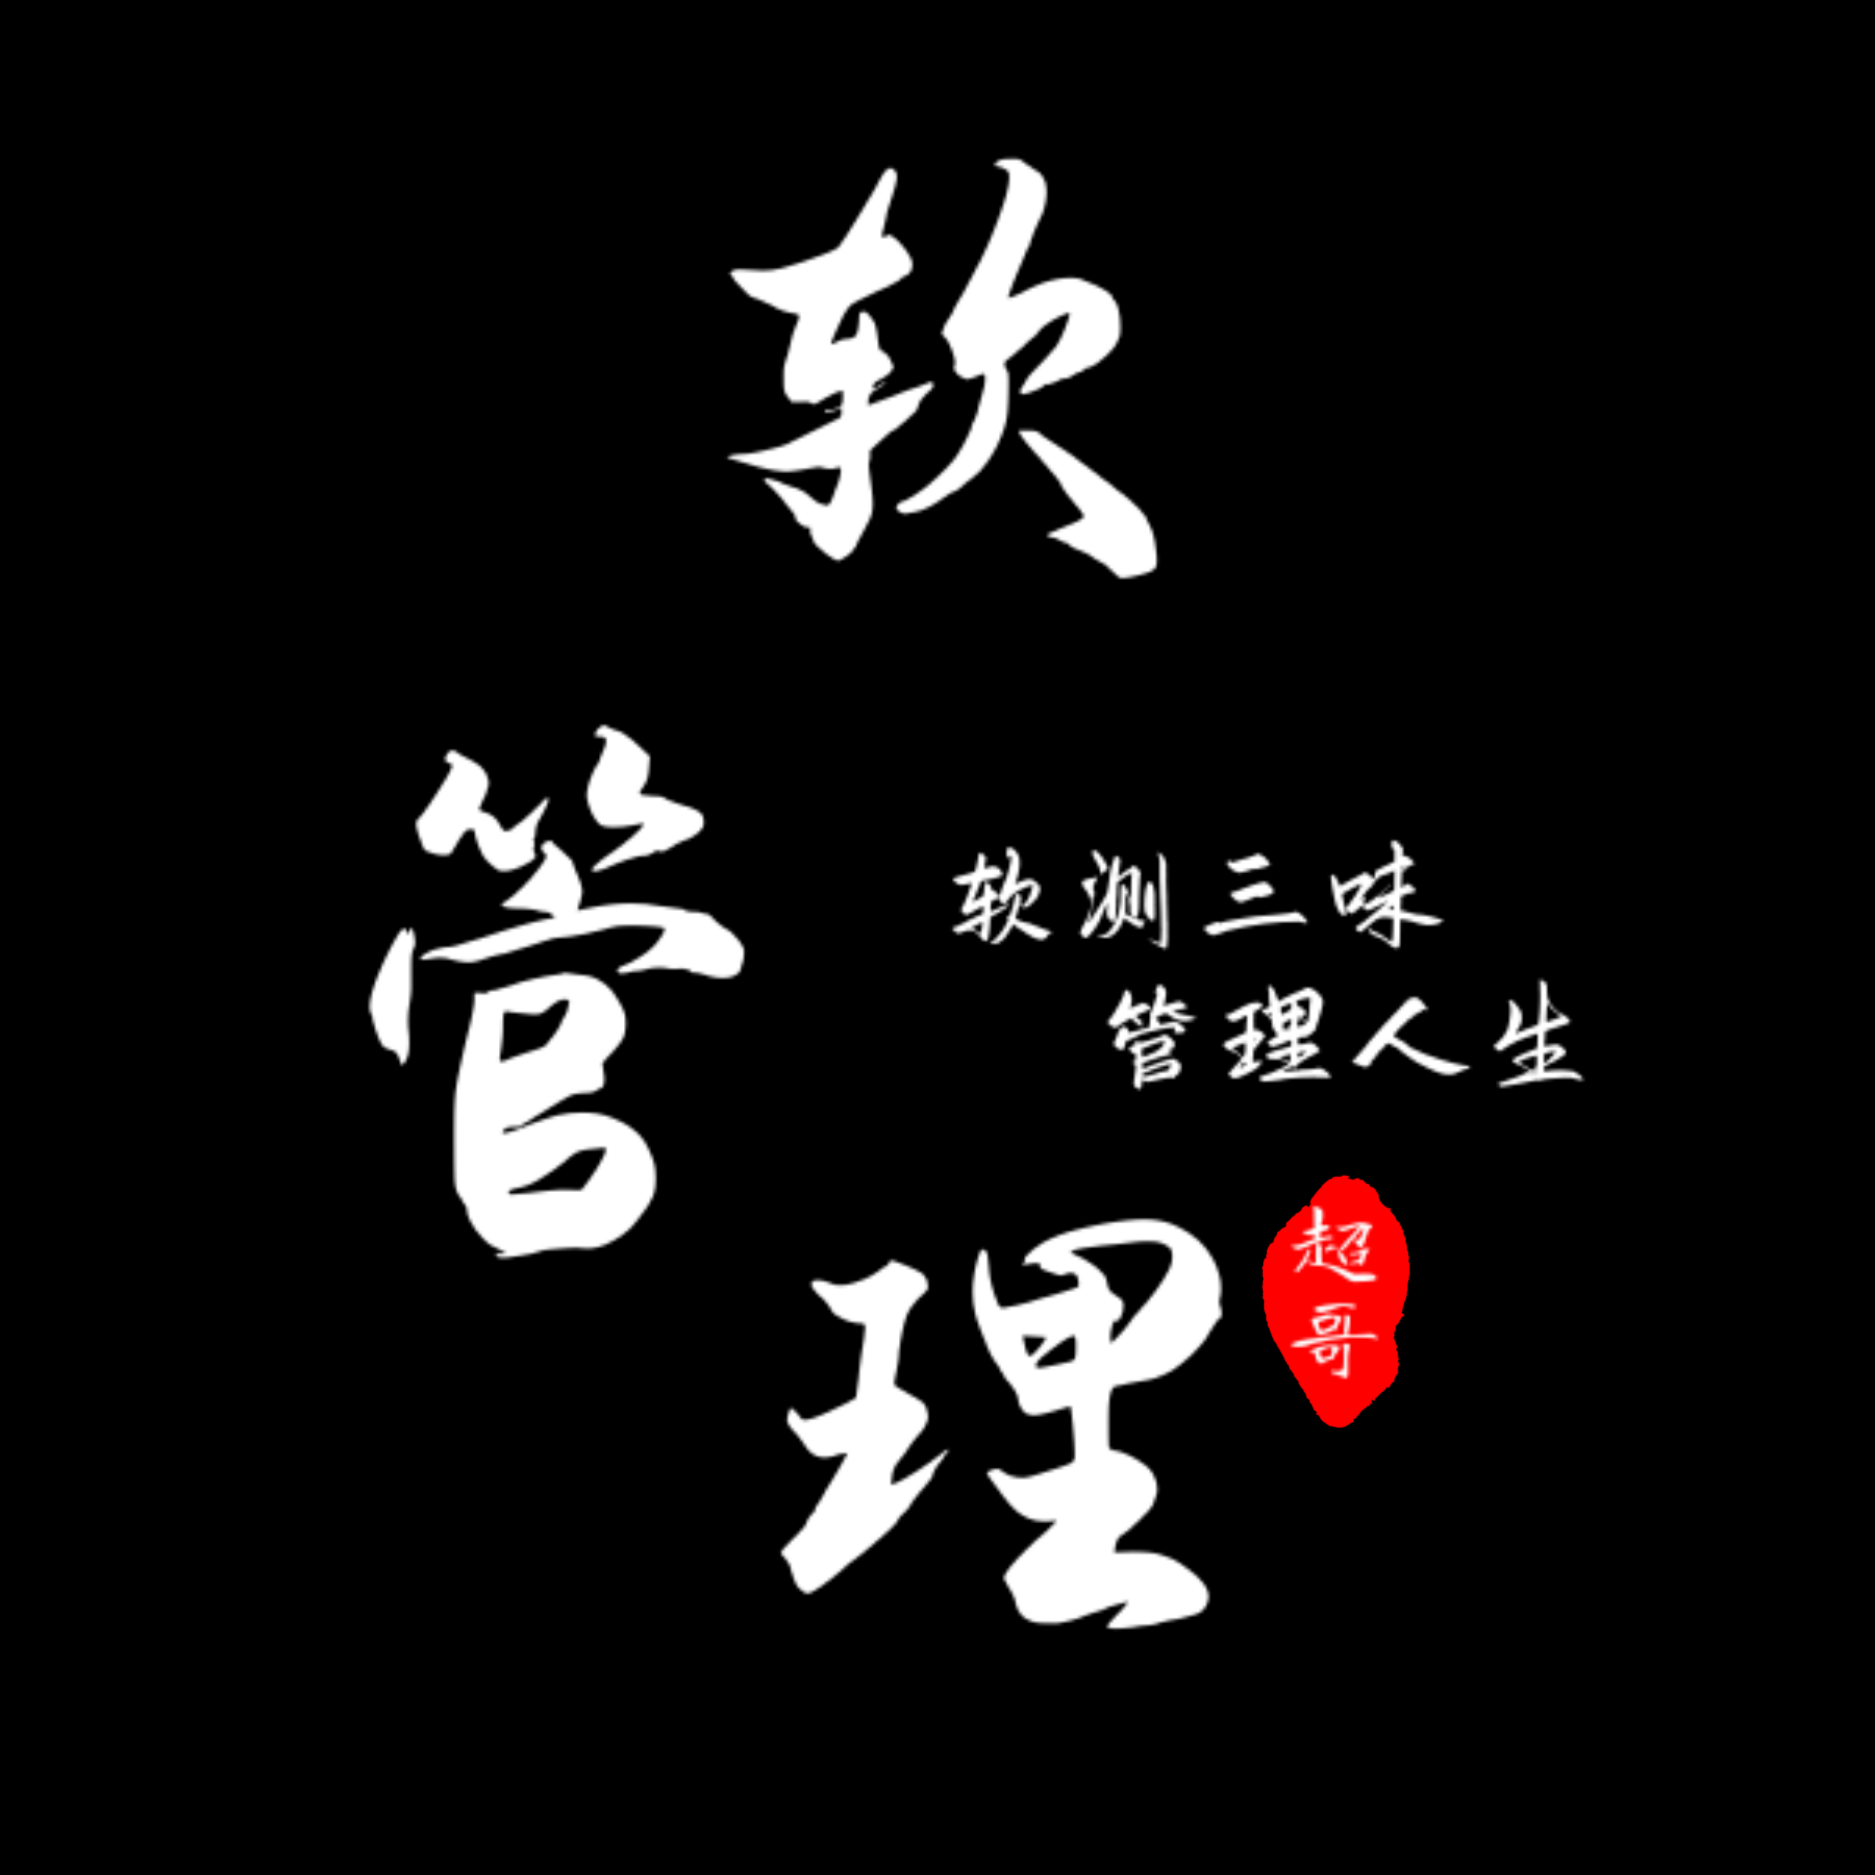 软
管
理
软测三味
管理人生
超
哥